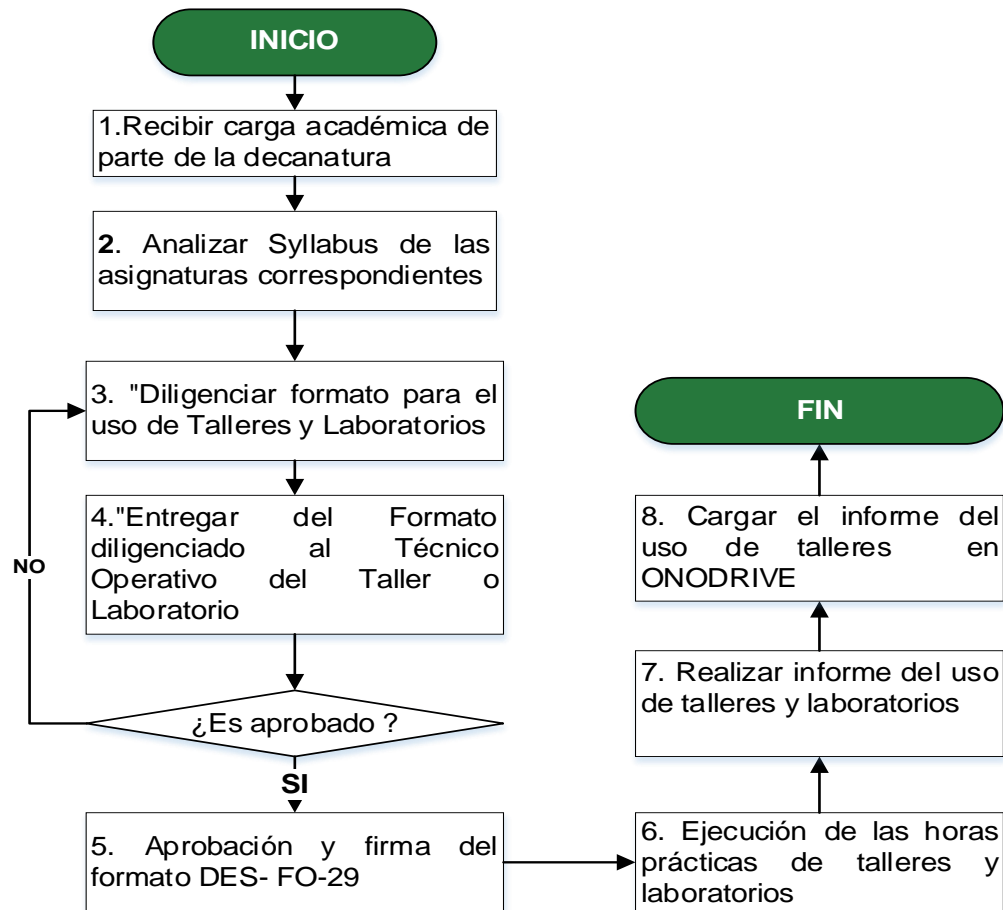 INICIO
1.Recibir carga académica de
parte de la decanatura
2. Analizar Syllabus de las
asignaturas correspondientes
3. "Diligenciar formato para el
uso de Talleres y Laboratorios
4."Entregar del Formato
diligenciado al Técnico
Operativo del Taller o
Laboratorio
NO
¿Es aprobado ?
SI
5. Aprobación y firma del
formato DES- FO-29
6. Ejecución de las horas
prácticas de talleres y
laboratorios
7. Realizar informe del uso
de talleres y laboratorios
8. Cargar el informe del
uso de talleres en
ONODRIVE
FIN